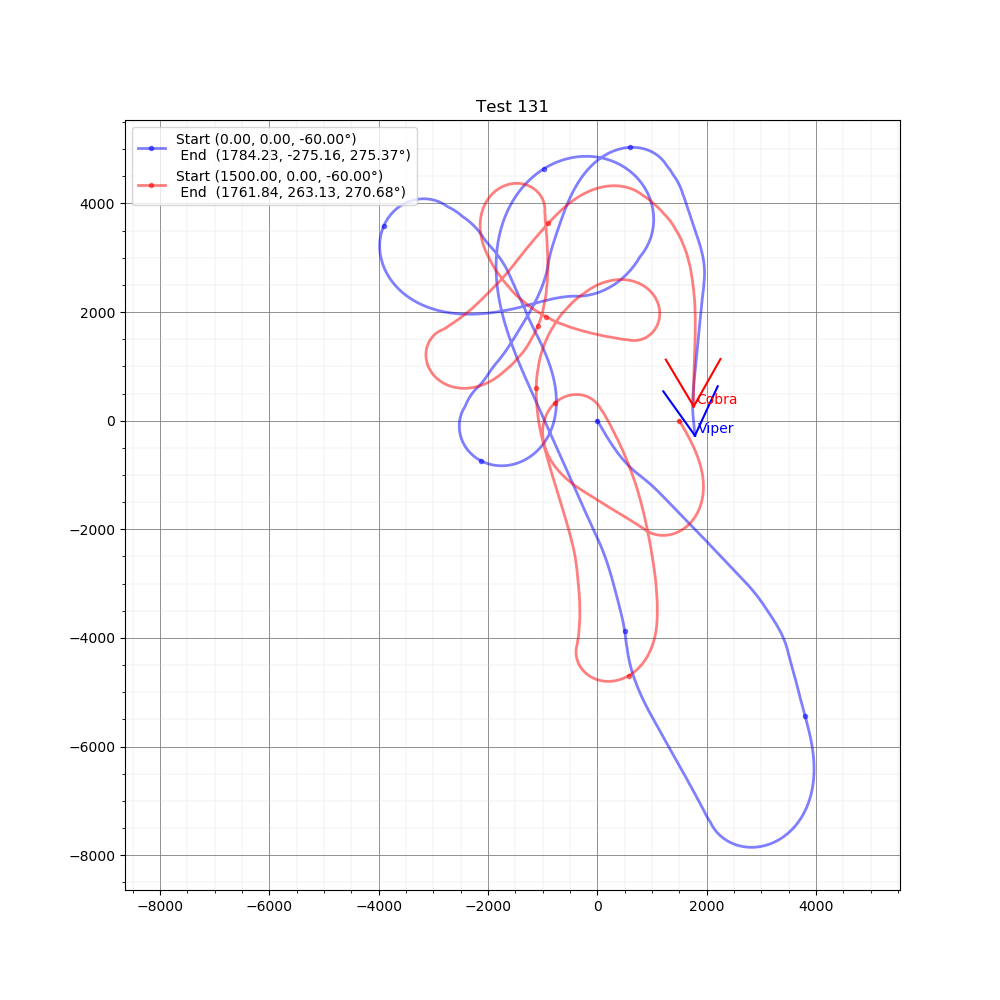 Test 131
Start (0.00, 0.00, -60.00°)
End (1784.23, -275.16, 275.37°)
Start (1500.00, 0.00, -60.00°)
End (1761.84, 263.13, 270.68°)
4000
2000
0
−2000
−4000
−6000
−8000
Cobra
Viper
−8000 −6000 −4000 −2000 0 2000 4000